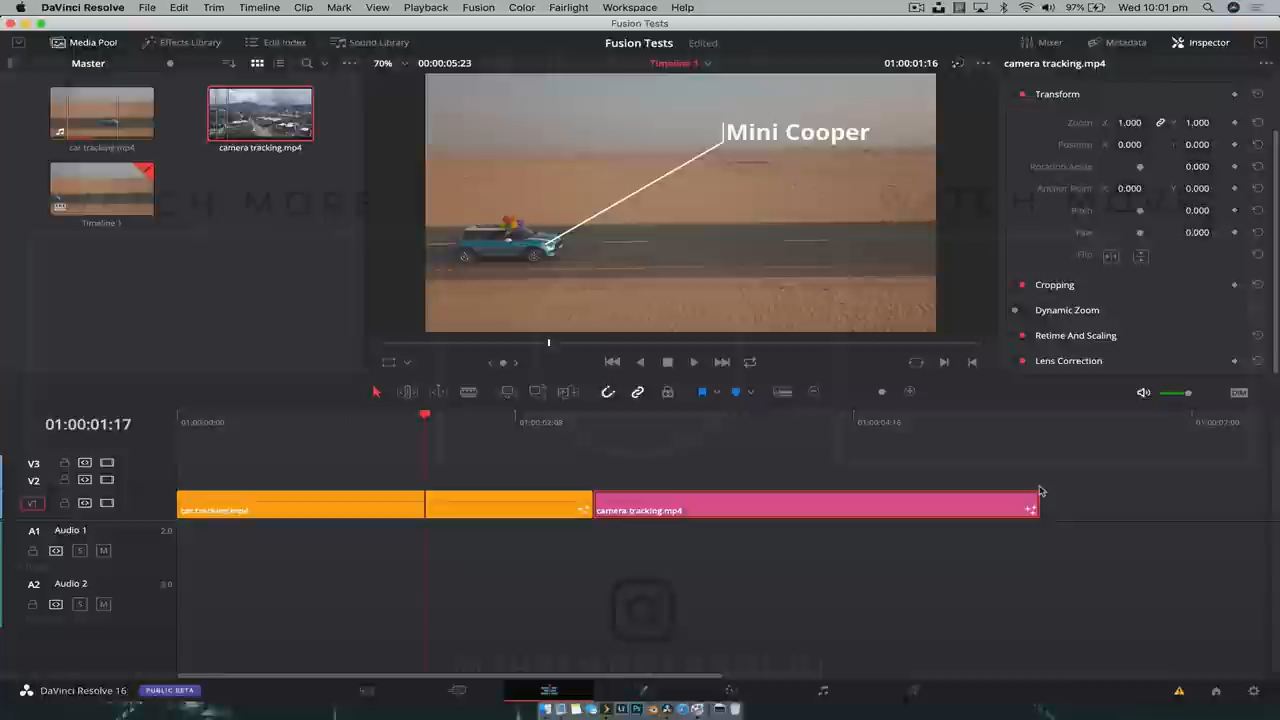 DaVinci Resolve File Edit Trim Timeline Clip Mark View Playback Fusion Color Fairlight Workspace Help 97% Wed 10:01 am
Fusion Tests
Media Pool Effects Library Edit Index Sound Library Fusion Tests Edited Mixer Metadata Inspector
Master 70% 00:00:05:23 Timeline 1 01:00:01:16 camera tracking.mp4
Transform
Zoom X 1.000 Y 1.000
Position X 0.000 Y 0.000
Rotation Angle 0.000
Anchor Point X 0.000 Y 0.000
Pitch 0.000
Yaw 0.000
Flip
Cropping
Dynamic Zoom
Retime And Scaling
Lens Correction
car tracking.mp4 camera tracking.mp4
Timeline 1
Mini Cooper
WATCH MORE
DIM
01:00:01:17 01:00:00:00 01:00:02:08 01:00:04:16 01:00:07:00
V3
V2
V1
car tracking.mp4 camera tracking.mp4
A1 Audio 1 2.0
S M
A2 Audio 2
S M
DaVinci Resolve 16 PUBLIC BETA